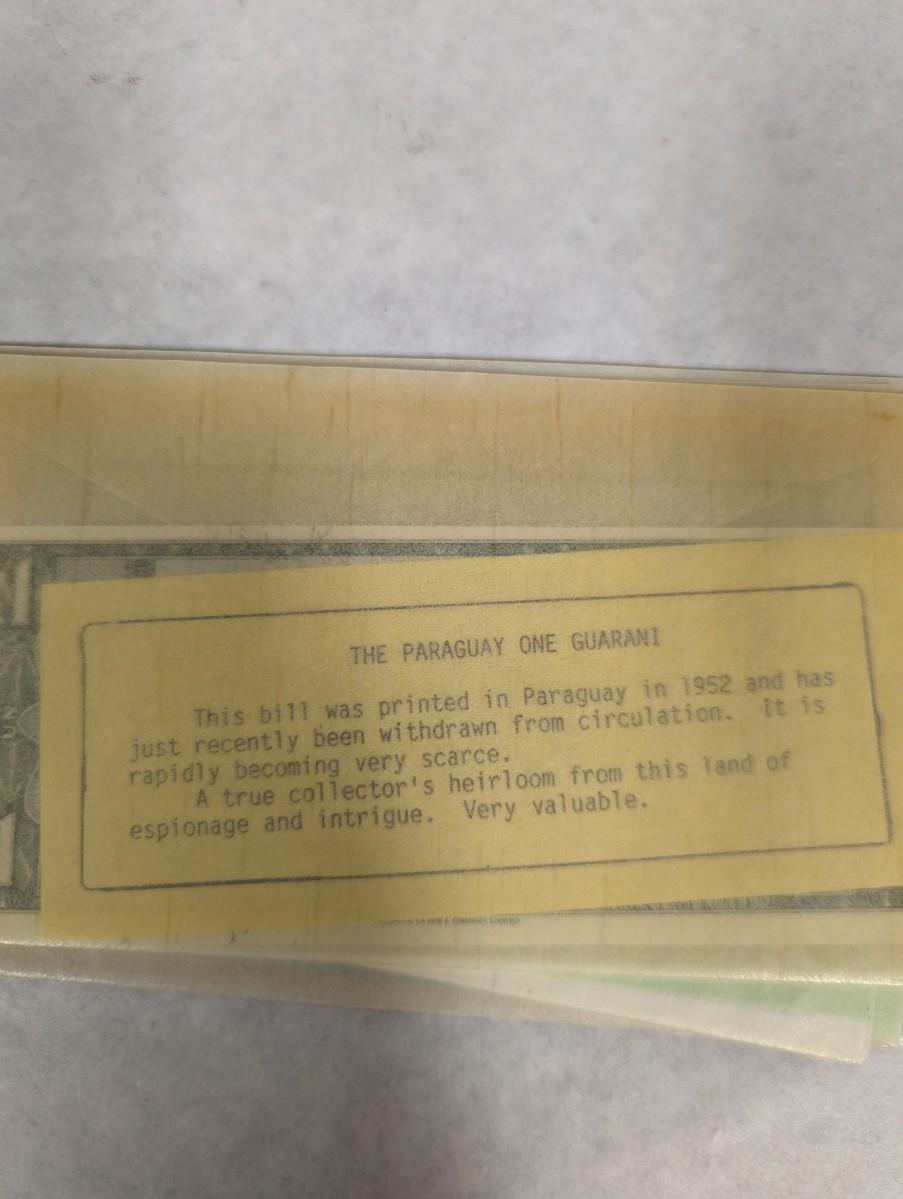 THE PARAGUAY ONE GUARANI
This bill was printed in Paraguay in 1952 and has
just recently been withdrawn from circulation. It is
rapidly becoming very scarce.
A true collector's heirloom from this land of
espionage and intrigue. Very valuable.